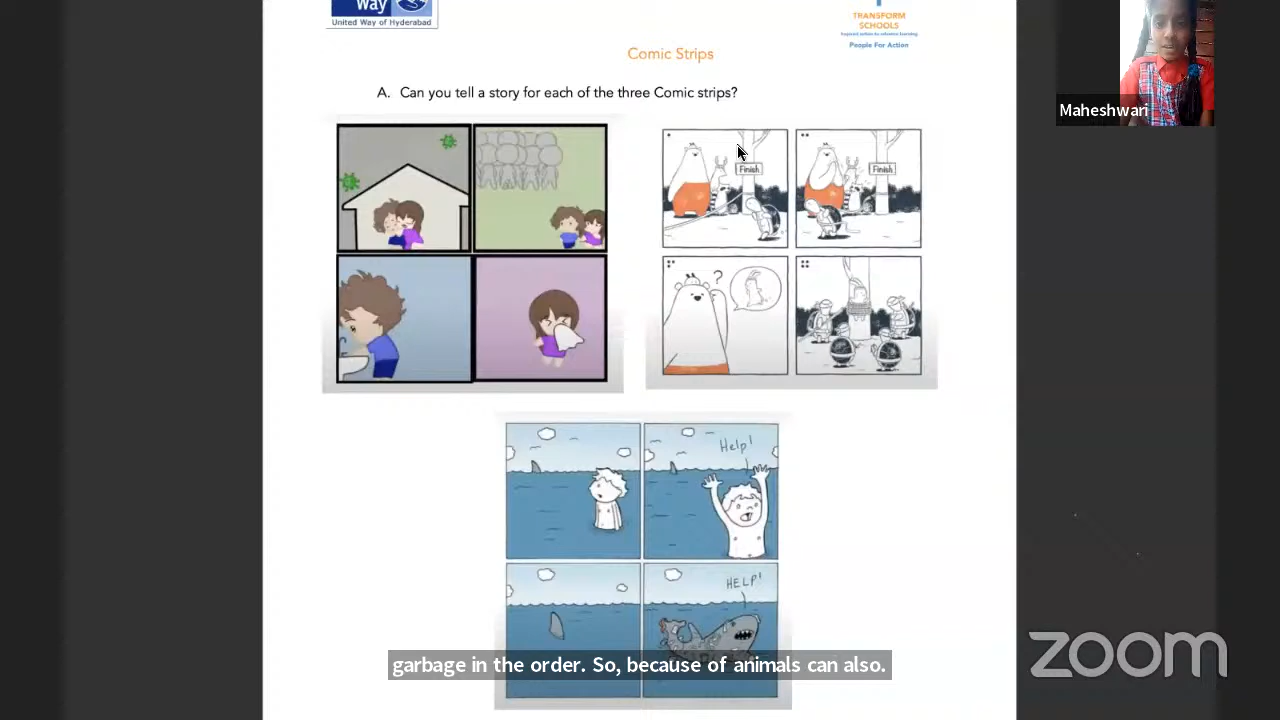 Way
United Way of Hyderabad
TRANSFORM
SCHOOLS
People For Action
Comic Strips
A. Can you tell a story for each of the three Comic strips?
Maheshwari
Finish
Finish
?
Help!
HELP!
garbage in the order. So, because of animals can also.
zoom